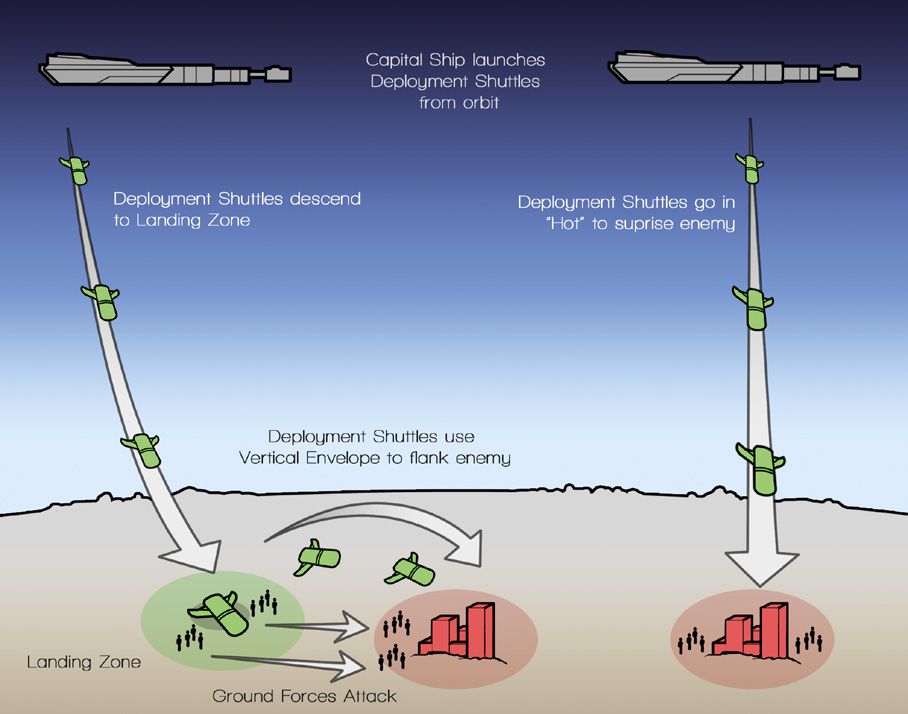 Capital Ship launches
Deployment Shuttles
from orbit
Deployment Shuttles descend
to Landing Zone
Deployment Shuttles go in
"Hot" to suprise enemy
Deployment Shuttles use
Vertical Envelope to flank enemy
Landing Zone
Ground Forces Attack